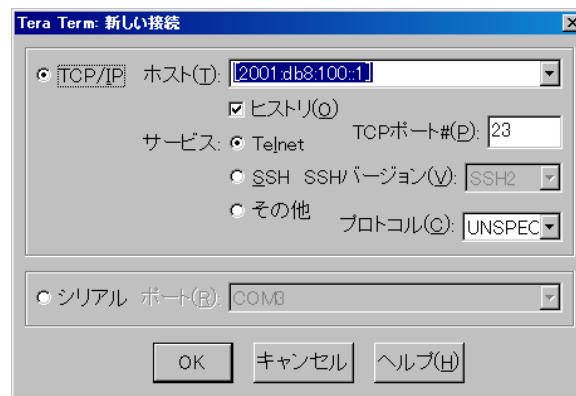 Tera Term: 新しい接続
TCP/IP ホスト(T): [2001:db8:100::1]
ヒストリ(O)
サービス: Telnet TCPポート#(P): 23
SSH SSHバージョン(V): SSH2
その他 プロトコル(C): UNSPEC
シリアル ポート(R): COM3
OK キャンセル ヘルプ(H)